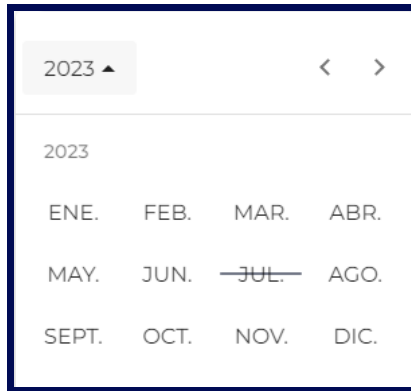 2023
2023
ENE. FEB. MAR. ABR.
MAY. JUN. JUL. AGO.
SEPT. OCT. NOV. DIC.